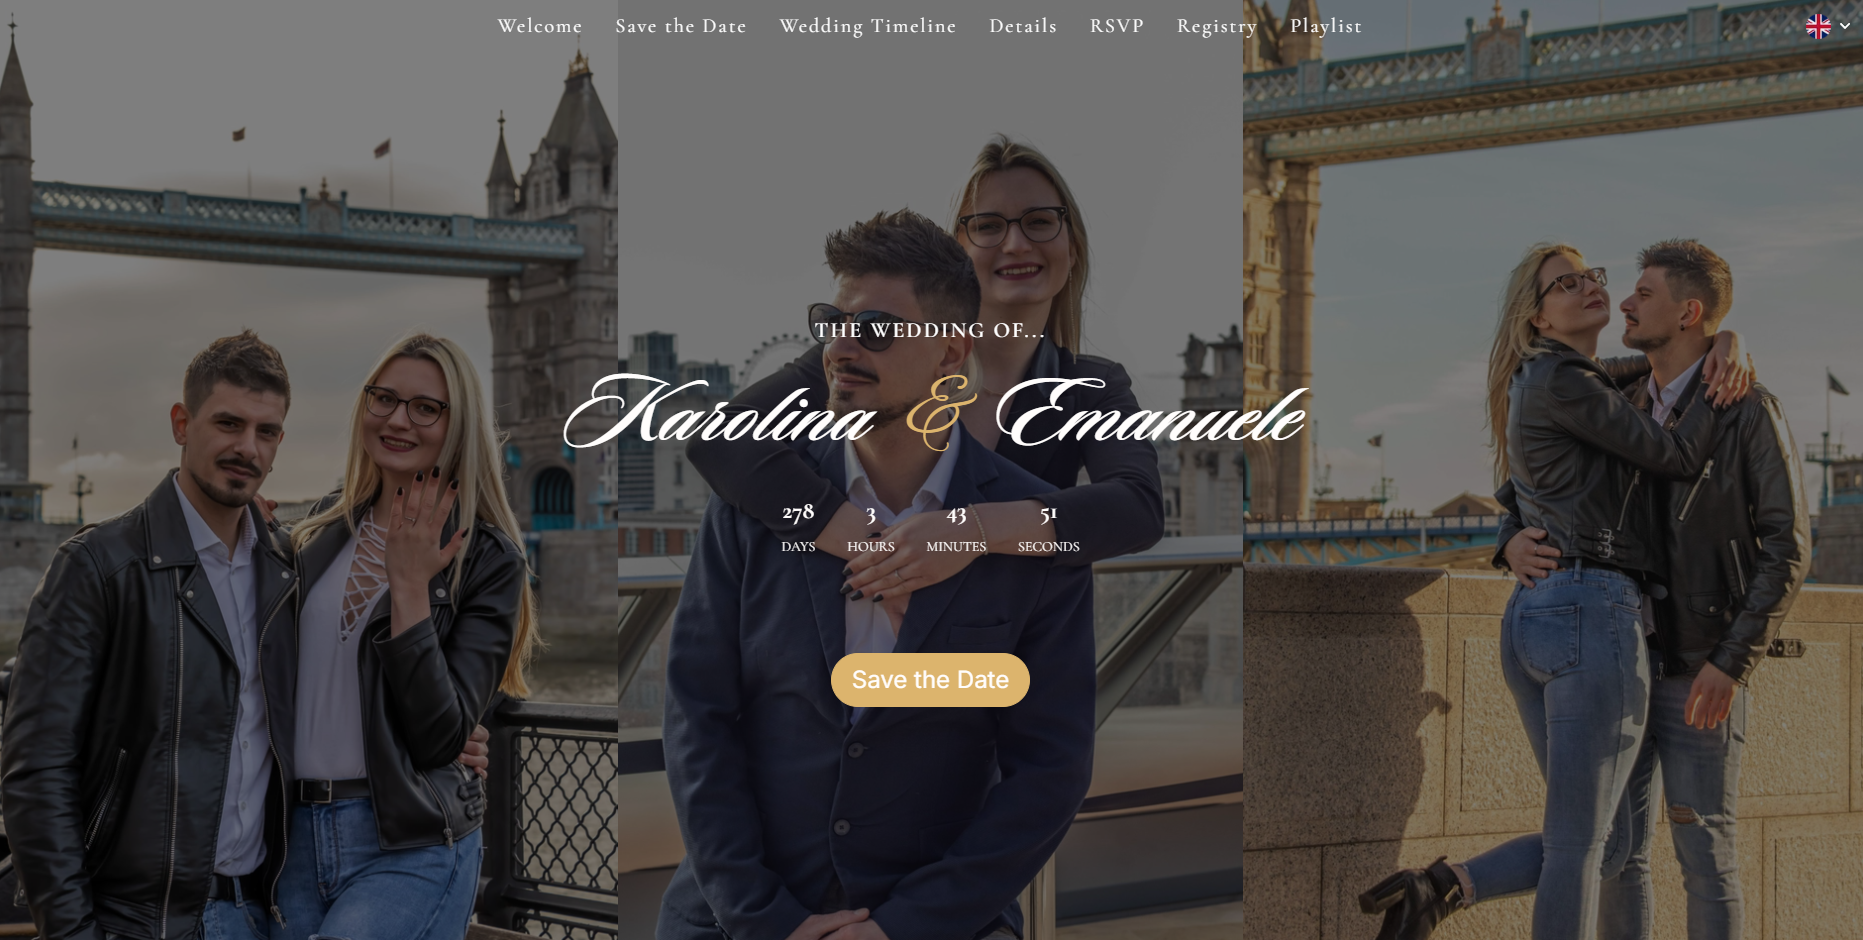 Welcome Save the Date Wedding Timeline Details RSVP Registry Playlist
THE WEDDING OF...
Karolina & Emanuele
278 3 43 51
DAYS HOURS MINUTES SECONDS
Save the Date